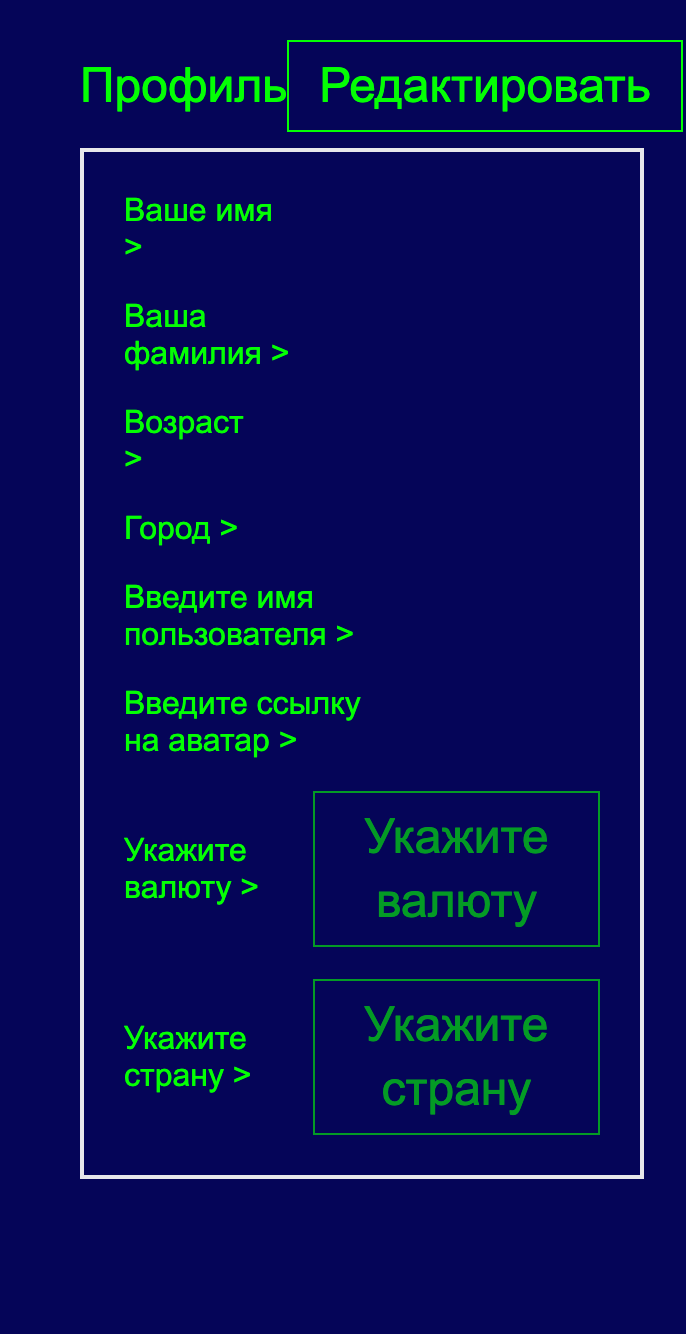 Профиль Редактировать
Ваше имя
>
Ваша
фамилия >
Возраст
>
Город >
Введите имя
пользователя >
Введите ссылку
на аватар >
Укажите
валюту >
Укажите
валюту
Укажите
страну >
Укажите
страну